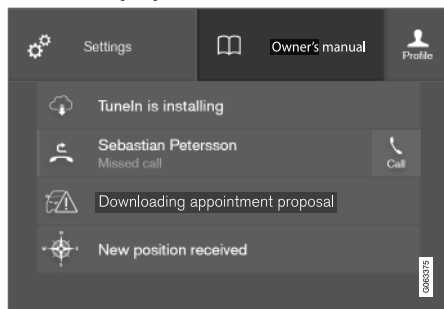 Settings
Owner's manual
Profile
TuneIn is installing
Sebastian Petersson
Missed call
Call
Downloading appointment proposal
New position received
G063375